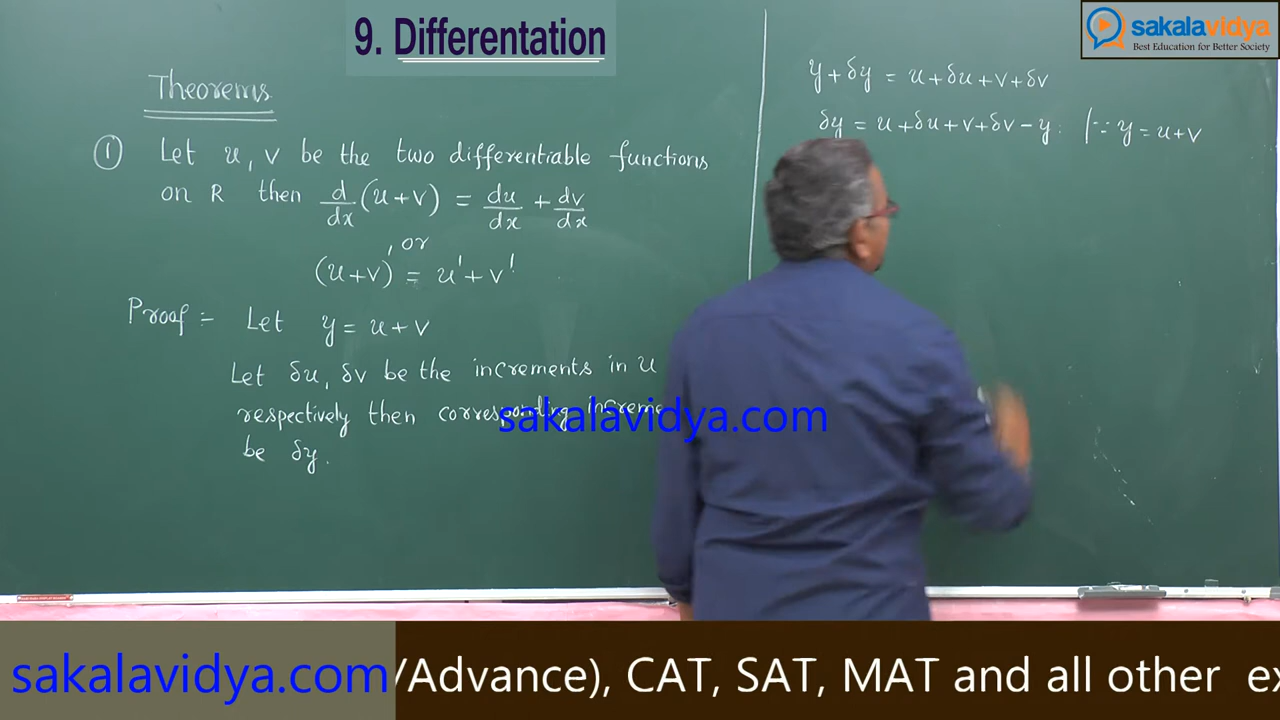 9. Differentation
sakalavidya
Best Education for Better Society
Theorems
① Let u, v be the two differentiable functions
on R then d/dx (u+v) = du/dx + dv/dx
, or
(u+v)' = u' + v'
Proof :- Let y = u + v
Let δu, δv be the increments in u
respectively then corresponding increme
be δy.
y + δy = u + δu + v + δv
δy = u + δu + v + δv - y. |∵ y = u+v
sakalavidya.com
sakalavidya.com
/Advance), CAT, SAT, MAT and all other ex